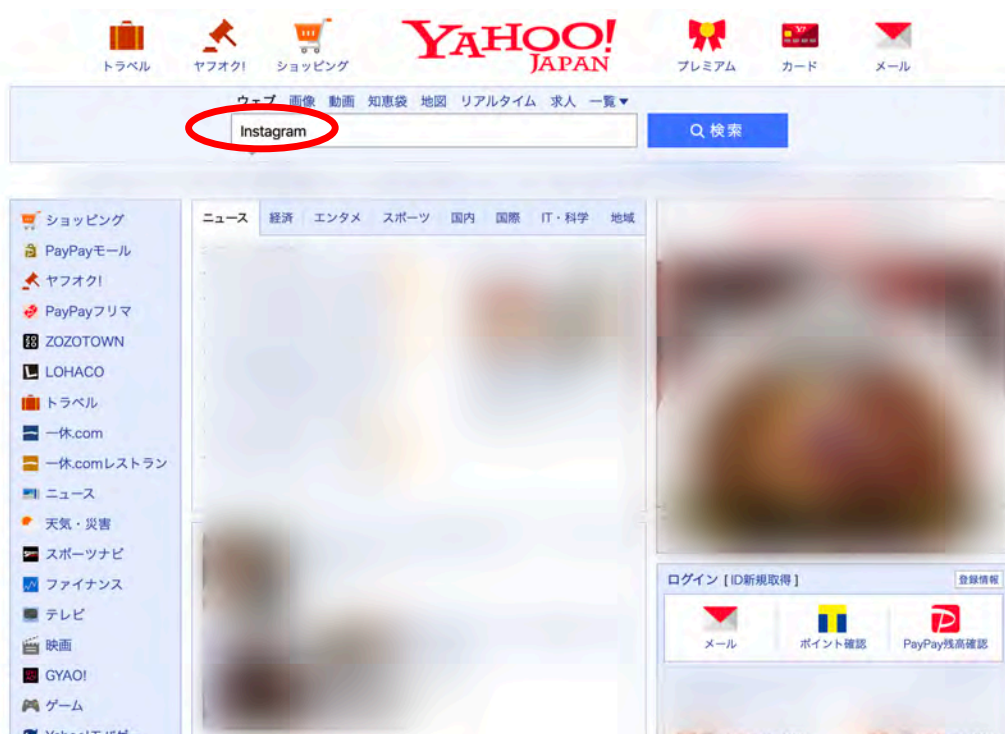 トラベル
ヤフオク!
ショッピング
YAHOO!
JAPAN
プレミアム
カード
メール
ウェブ 画像 動画 知恵袋 地図 リアルタイム 求人 一覧▼
Instagram
検索
ショッピング
PayPayモール
ヤフオク!
PayPayフリマ
ZOZOTOWN
LOHACO
トラベル
一休.com
一休.comレストラン
ニュース
天気・災害
スポーツナビ
ファイナンス
テレビ
映画
GYAO!
ゲーム
ニュース 経済 エンタメ スポーツ 国内 国際 IT・科学 地域
ログイン [ID新規取得]
登録情報
メール
ポイント確認
PayPay残高確認